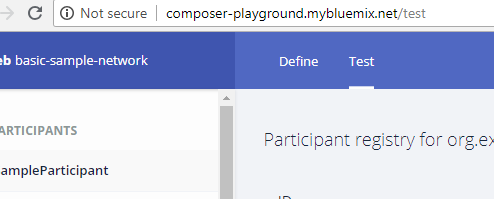 Not secure | composer-playground.mybluemix.net/test
eb basic-sample-network
Define Test
ARTICIPANTS
Participant registry for org.ex
ampleParticipant